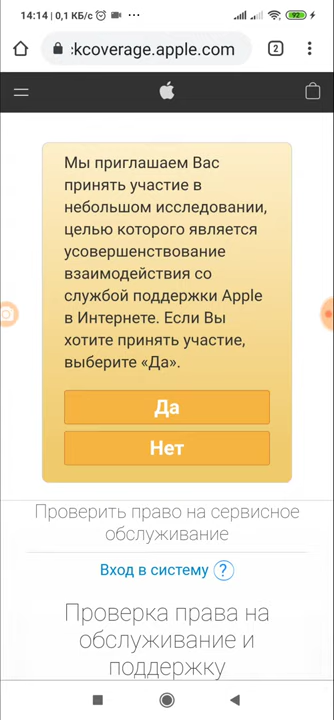 14:14 | 0,1 КБ/с
92
:kcoverage.apple.com
2
Мы приглашаем Вас
принять участие в
небольшом исследовании,
целью которого является
усовершенствование
взаимодействия со
службой поддержки Apple
в Интернете. Если Вы
хотите принять участие,
выберите «Да».
Да
Нет
Проверить право на сервисное
обслуживание
Вход в систему ?
Проверка права на
обслуживание и
поддержку